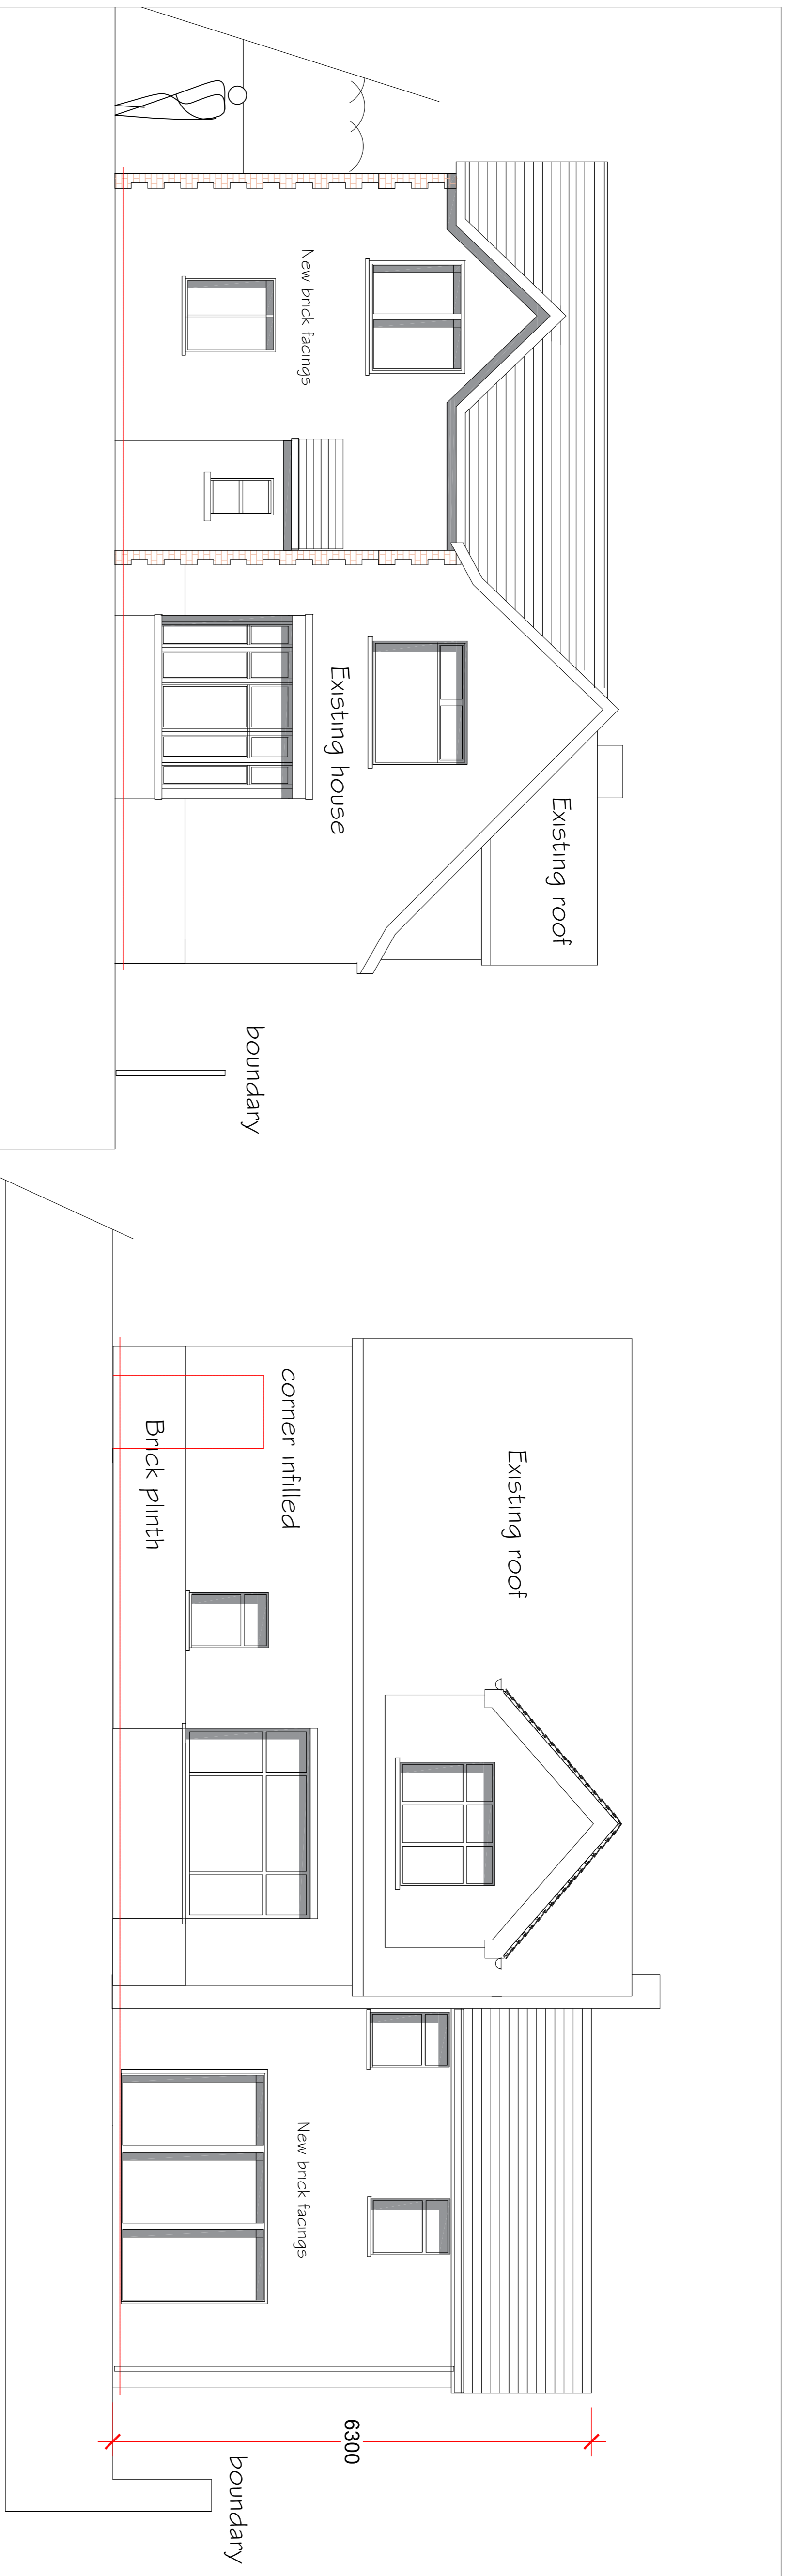 New brick facings
Existing house
Existing roof
boundary
corner infilled
Brick plinth
Existing roof
New brick facings
6300
boundary